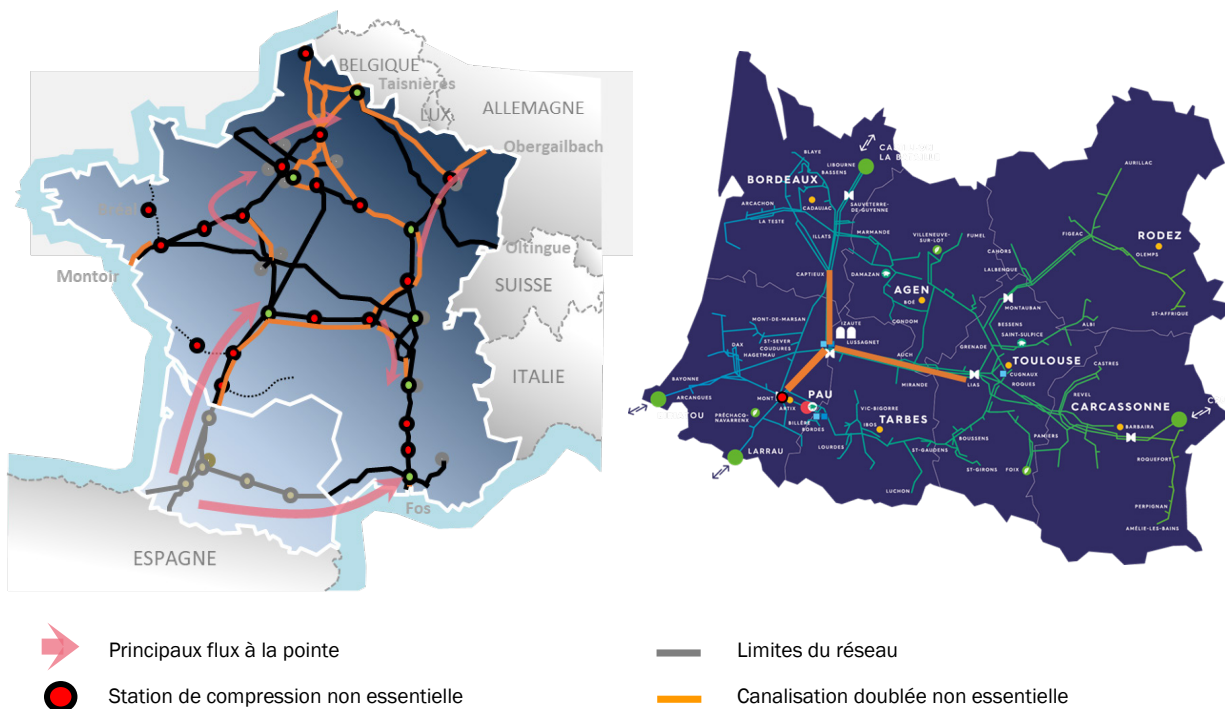 BELGIQUE
Taisnières
LUX
ALLEMAGNE
Obergailbach
Oltingue
SUISSE
Montoir
ITALIE
Fos
ESPAGNE
BLAYE
LIBOURNE
BASSENS
BORDEAUX
CADAUJAC
SAUVETERRE-
DE-GUYENNE
ARCACHON
LA TESTE
ILLATS
MARMANDE
VILLENEUVE-
SUR-LOT
FUMEL
CAHORS
LALBENQUE
FIGEAC
AURILLAC
RODEZ
OLEMPS
ST-AFFRIQUE
CAPTIEUX
DAMAZAN
AGEN
BOÉ
MONTAUBAN
MONT-DE-MARSAN
IZAUTE
LUSSAGNET
CONDOM
BESSENS
SAINT-SULPICE
ALBI
DAX
ST-SEVER
COUDURES
HAGETMAU
GRENADE
AUCH
TOULOUSE
CASTRES
BAYONNE
ARCANGUES
MONT
ARTIX
PAU
MIRANDE
LIAS
CUGNAUX
ROQUES
REVEL
CARCASSONNE
BARBAIRA
PRÉCHACQ-
NAVARRENX
BILLÈRE
BORDES
VIC-BIGORRE
IBOS
TARBES
LARRAU
LOURDES
ST-GAUDENS
BOUSSENS
PAMIERS
ST-GIRONS
FOIX
ROQUEFORT
LUCHON
PERPIGNAN
AMÉLIE-LES-BAINS
Principaux flux à la pointe
Limites du réseau
Station de compression non essentielle
Canalisation doublée non essentielle